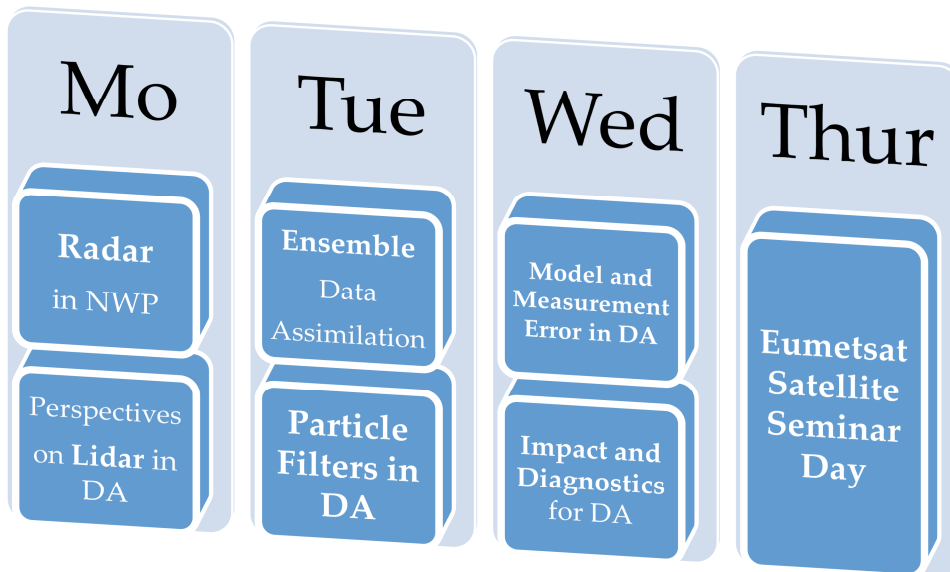 Mo
Radar
in NWP
Perspectives
on Lidar in
DA
Tue
Ensemble
Data
Assimilation
Particle
Filters in
DA
Wed
Model and
Measurement
Error in DA
Impact and
Diagnostics
for DA
Thur
Eumetsat
Satellite
Seminar
Day